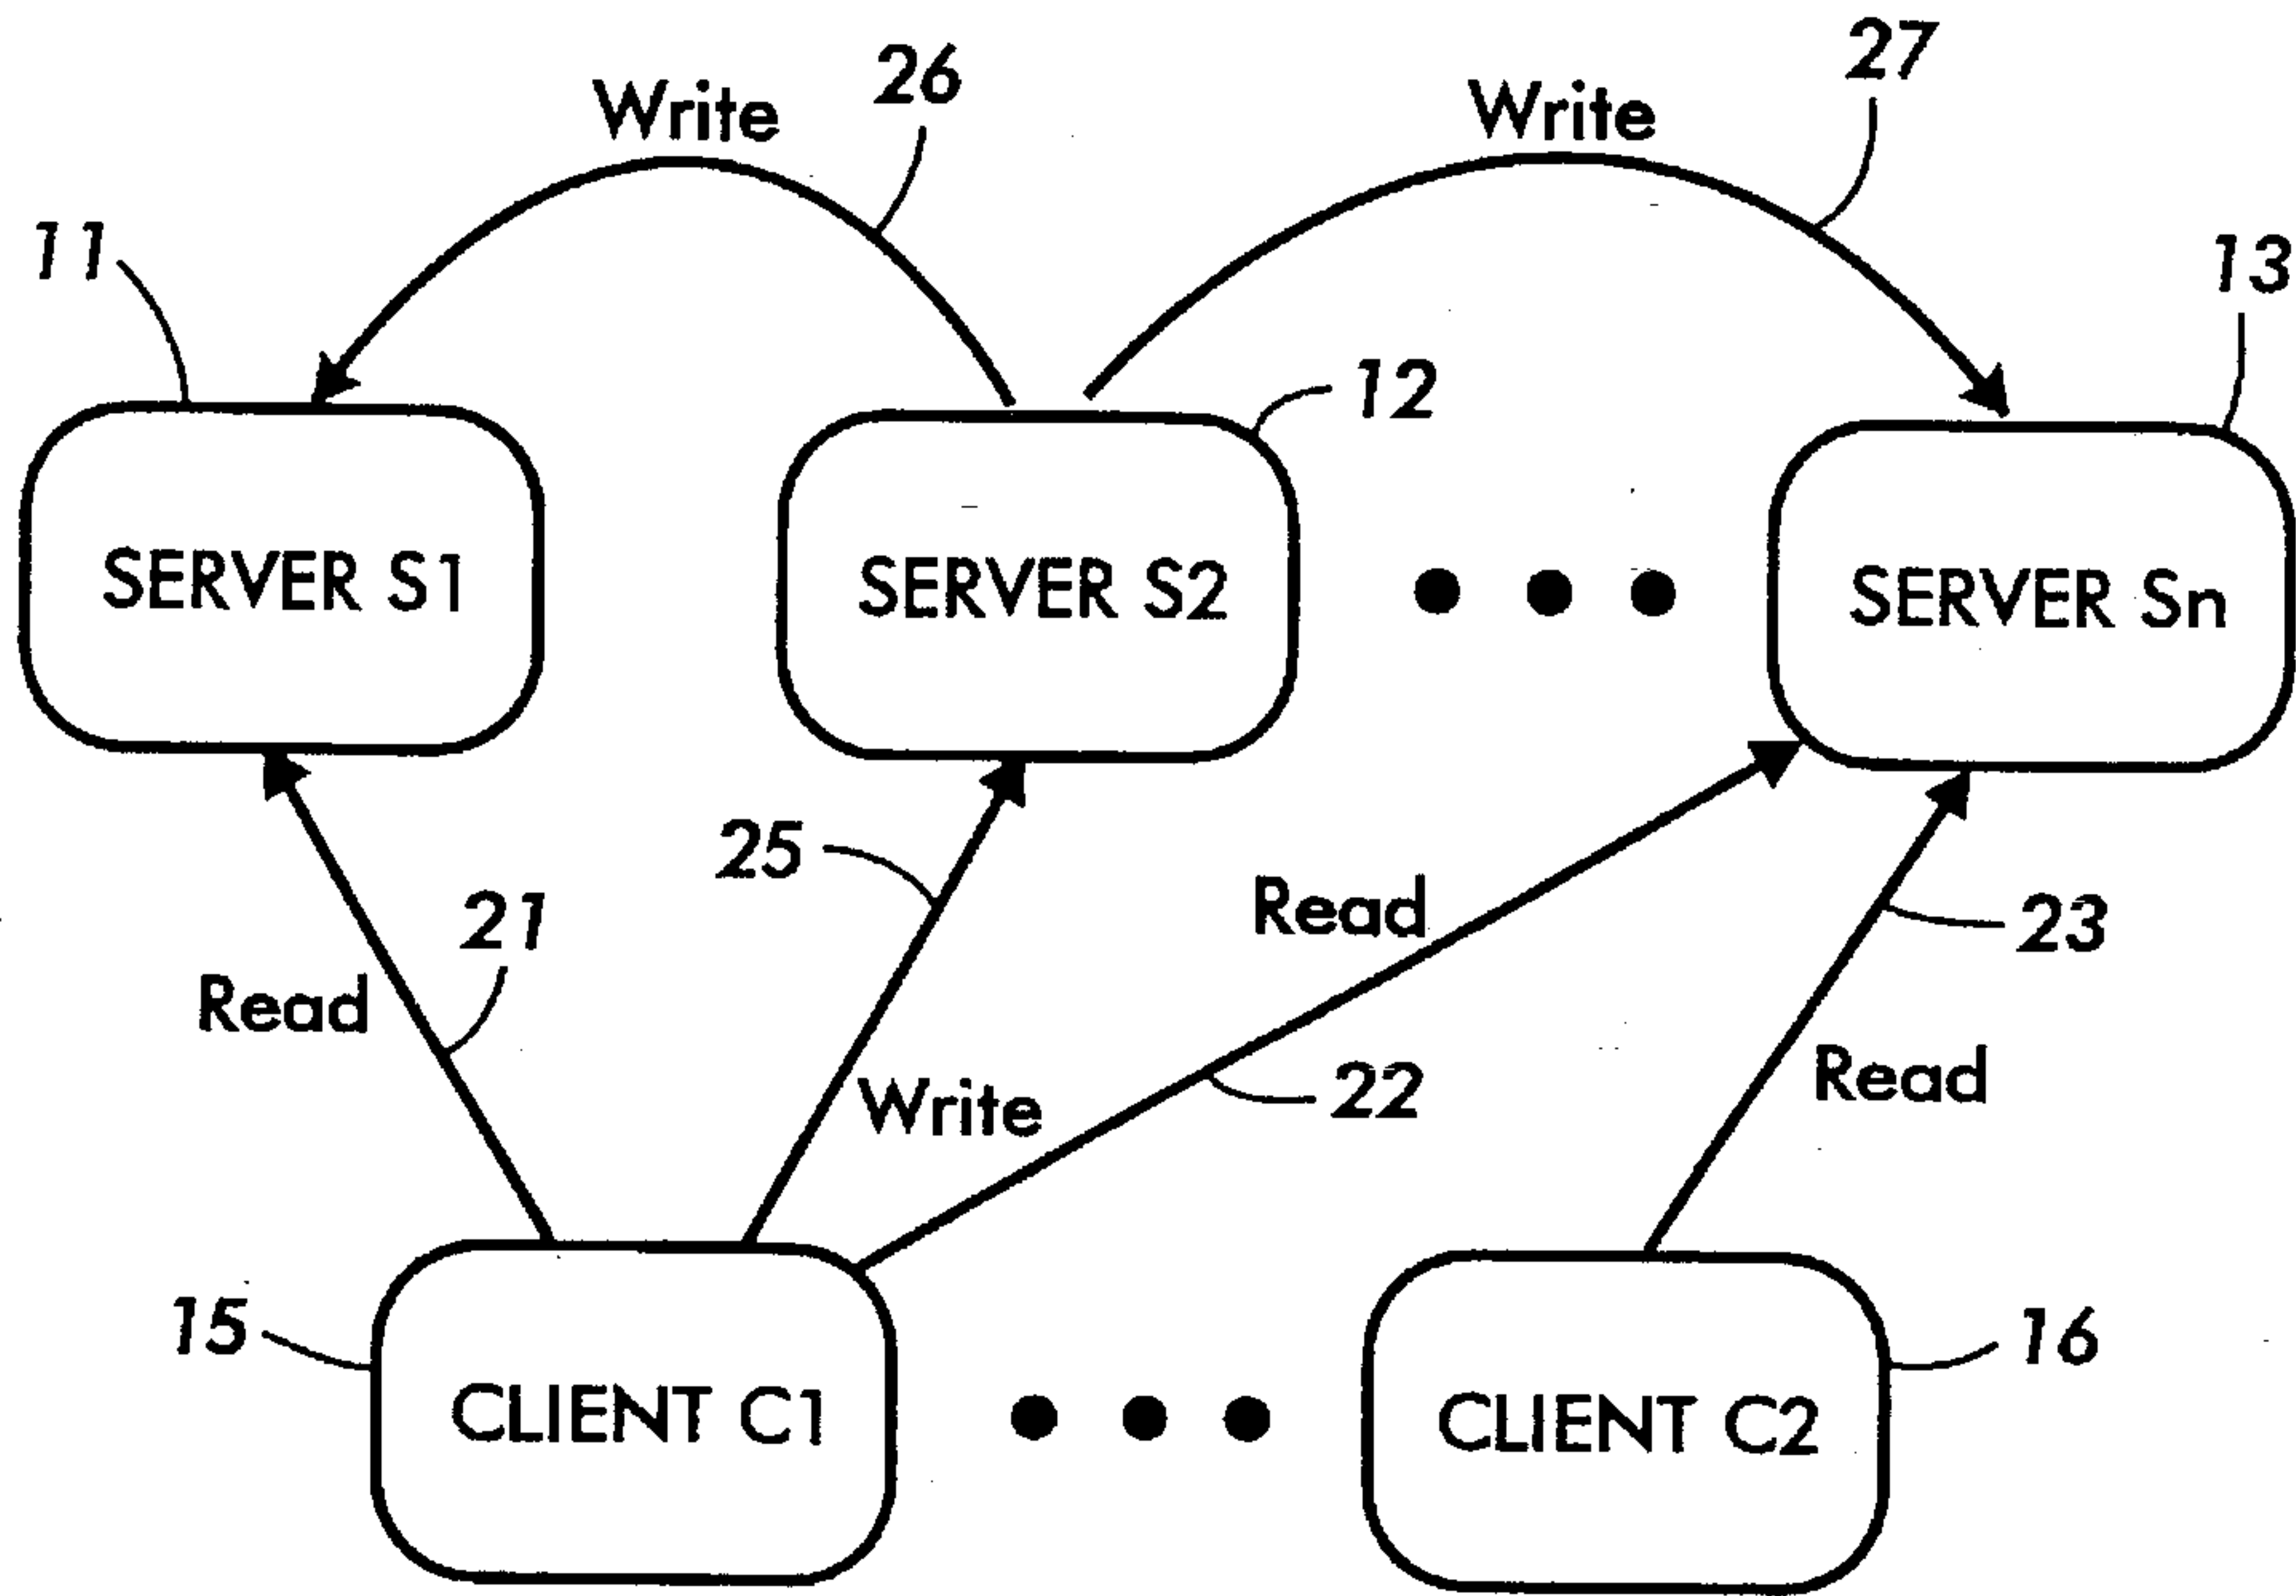 27
26
Write
Write
11
13
12
SERVER S1
SERVER S2
SERVER Sn
25
Read
21
23
Read
Read
22
Write
15
16
CLIENT C1
CLIENT C2